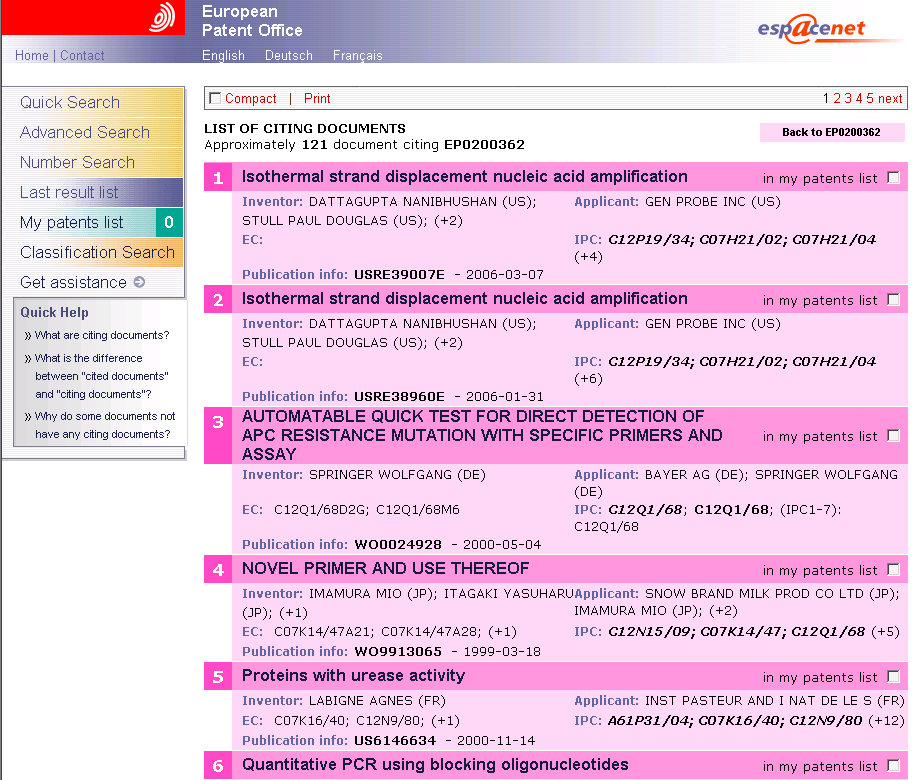 European
Patent Office
espacenet
Home | Contact
English Deutsch Français
Quick Search
Advanced Search
Number Search
Last result list
My patents list 0
Classification Search
Get assistance
Quick Help
» What are citing documents?
» What is the difference
between "cited documents"
and "citing documents"?
» Why do some documents not
have any citing documents?
Compact | Print
1 2 3 4 5 next
LIST OF CITING DOCUMENTS
Approximately 121 document citing EP0200362
Back to EP0200362
1 Isothermal strand displacement nucleic acid amplification in my patents list
Inventor: DATTAGUPTA NANIBHUSHAN (US);
STULL PAUL DOUGLAS (US); (+2)
Applicant: GEN PROBE INC (US)
EC:
IPC: C12P19/34; C07H21/02; C07H21/04
(+4)
Publication info: USRE39007E - 2006-03-07
2 Isothermal strand displacement nucleic acid amplification in my patents list
Inventor: DATTAGUPTA NANIBHUSHAN (US);
STULL PAUL DOUGLAS (US); (+2)
Applicant: GEN PROBE INC (US)
EC:
IPC: C12P19/34; C07H21/02; C07H21/04
(+6)
Publication info: USRE38960E - 2006-01-31
3 AUTOMATABLE QUICK TEST FOR DIRECT DETECTION OF
APC RESISTANCE MUTATION WITH SPECIFIC PRIMERS AND
ASSAY
in my patents list
Inventor: SPRINGER WOLFGANG (DE)
Applicant: BAYER AG (DE); SPRINGER WOLFGANG
(DE)
EC: C12Q1/68D2G; C12Q1/68M6
IPC: C12Q1/68; C12Q1/68; (IPC1-7):
C12Q1/68
Publication info: WO0024928 - 2000-05-04
4 NOVEL PRIMER AND USE THEREOF in my patents list
Inventor: IMAMURA MIO (JP); ITAGAKI YASUHARU
(JP); (+1)
Applicant: SNOW BRAND MILK PROD CO LTD (JP);
IMAMURA MIO (JP); (+2)
EC: C07K14/47A21; C07K14/47A28; (+1)
IPC: C12N15/09; C07K14/47; C12Q1/68 (+5)
Publication info: WO9913065 - 1999-03-18
5 Proteins with urease activity in my patents list
Inventor: LABIGNE AGNES (FR)
Applicant: INST PASTEUR AND I NAT DE LE S (FR)
EC: C07K16/40; C12N9/80; (+1)
IPC: A61P31/04; C07K16/40; C12N9/80 (+12)
Publication info: US6146634 - 2000-11-14
6 Quantitative PCR using blocking oligonucleotides in my patents list